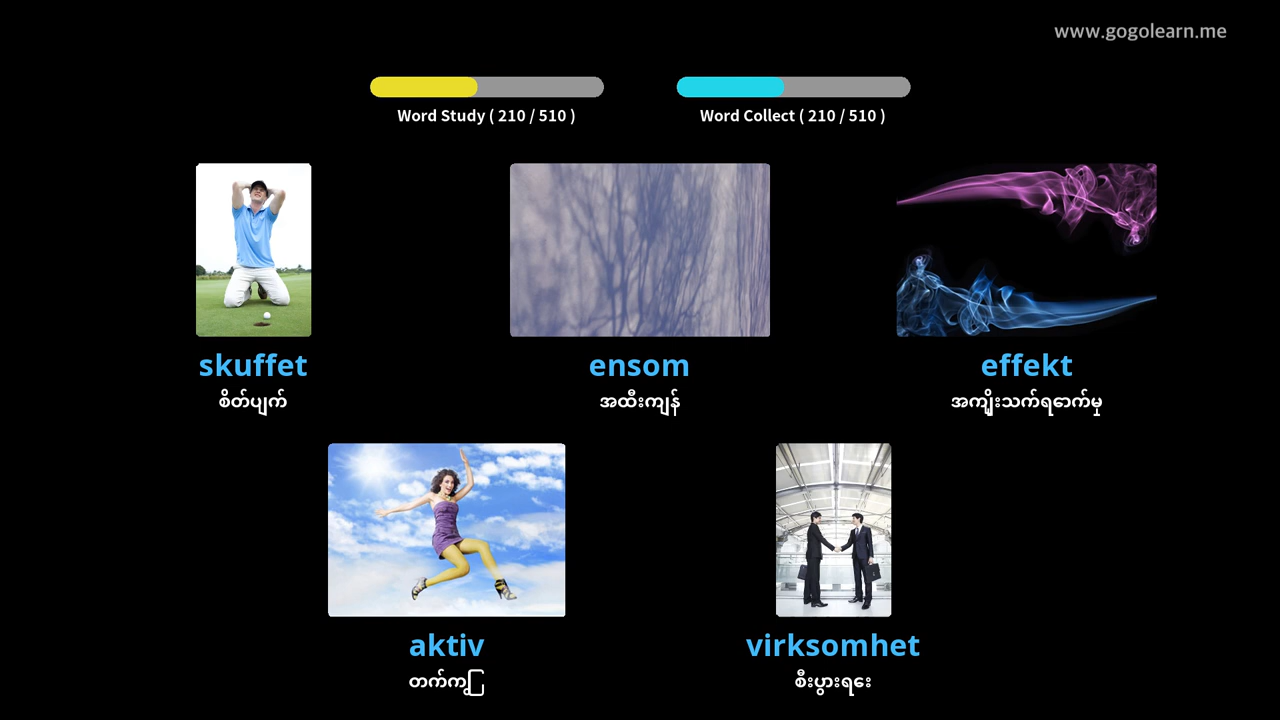 www.gogolearn.me
Word Study ( 210 / 510 )
Word Collect ( 210 / 510 )
skuffet
စိတ်ပျက်
ensom
အထီးကျန်
effekt
အကျိုးသက်ရောက်မှု
aktiv
တက်ကြွ
virksomhet
စီးပွားရေး